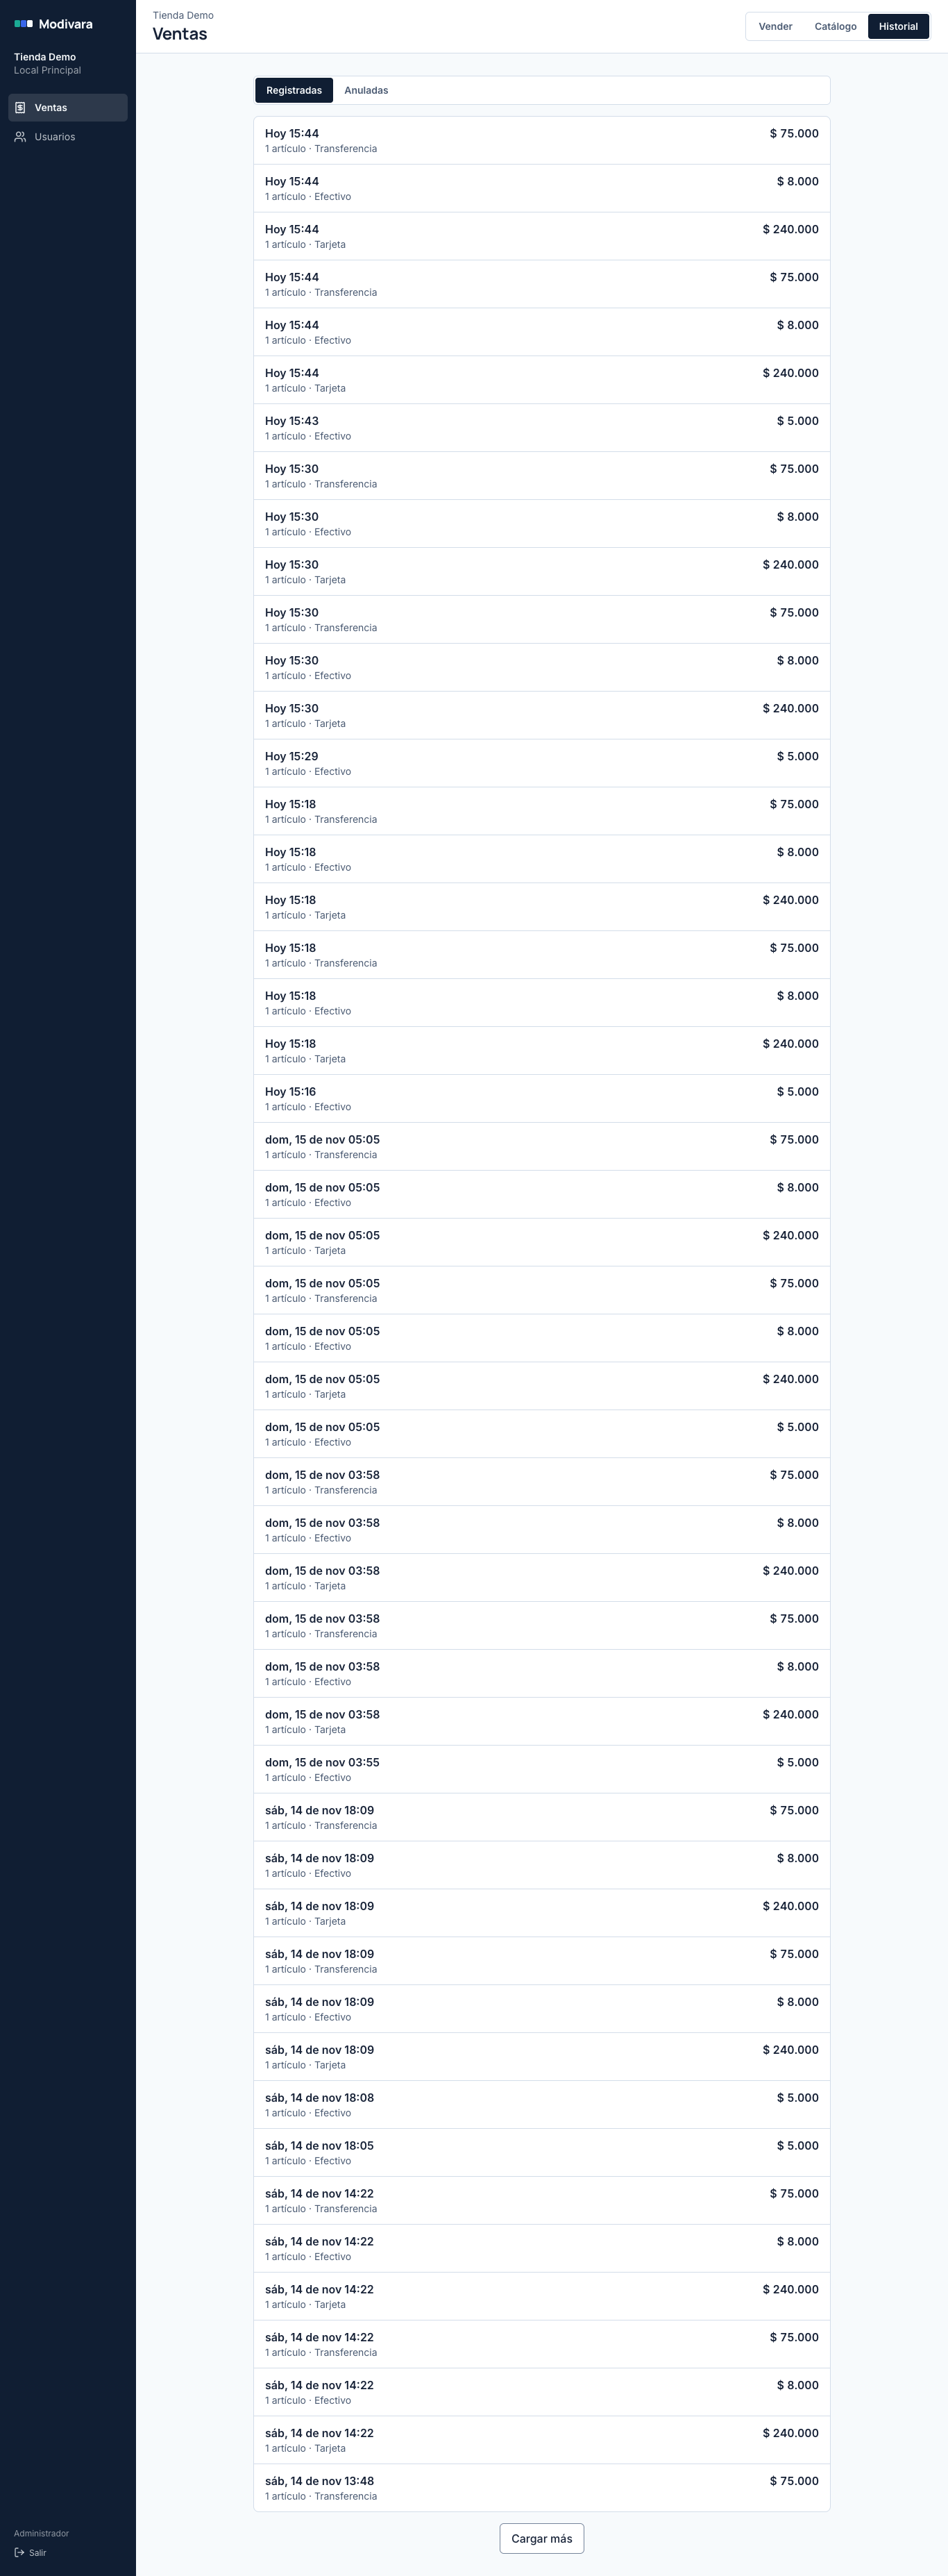 Modivara
Tienda Demo
Local Principal
Ventas
Usuarios
Administrador
Salir
Tienda Demo
Ventas
Vender Catálogo Historial
Registradas Anuladas
Hoy 15:44 $ 75.000
1 artículo · Transferencia
Hoy 15:44 $ 8.000
1 artículo · Efectivo
Hoy 15:44 $ 240.000
1 artículo · Tarjeta
Hoy 15:44 $ 75.000
1 artículo · Transferencia
Hoy 15:44 $ 8.000
1 artículo · Efectivo
Hoy 15:44 $ 240.000
1 artículo · Tarjeta
Hoy 15:43 $ 5.000
1 artículo · Efectivo
Hoy 15:30 $ 75.000
1 artículo · Transferencia
Hoy 15:30 $ 8.000
1 artículo · Efectivo
Hoy 15:30 $ 240.000
1 artículo · Tarjeta
Hoy 15:30 $ 75.000
1 artículo · Transferencia
Hoy 15:30 $ 8.000
1 artículo · Efectivo
Hoy 15:30 $ 240.000
1 artículo · Tarjeta
Hoy 15:29 $ 5.000
1 artículo · Efectivo
Hoy 15:18 $ 75.000
1 artículo · Transferencia
Hoy 15:18 $ 8.000
1 artículo · Efectivo
Hoy 15:18 $ 240.000
1 artículo · Tarjeta
Hoy 15:18 $ 75.000
1 artículo · Transferencia
Hoy 15:18 $ 8.000
1 artículo · Efectivo
Hoy 15:18 $ 240.000
1 artículo · Tarjeta
Hoy 15:16 $ 5.000
1 artículo · Efectivo
dom, 15 de nov 05:05 $ 75.000
1 artículo · Transferencia
dom, 15 de nov 05:05 $ 8.000
1 artículo · Efectivo
dom, 15 de nov 05:05 $ 240.000
1 artículo · Tarjeta
dom, 15 de nov 05:05 $ 75.000
1 artículo · Transferencia
dom, 15 de nov 05:05 $ 8.000
1 artículo · Efectivo
dom, 15 de nov 05:05 $ 240.000
1 artículo · Tarjeta
dom, 15 de nov 05:05 $ 5.000
1 artículo · Efectivo
dom, 15 de nov 03:58 $ 75.000
1 artículo · Transferencia
dom, 15 de nov 03:58 $ 8.000
1 artículo · Efectivo
dom, 15 de nov 03:58 $ 240.000
1 artículo · Tarjeta
dom, 15 de nov 03:58 $ 75.000
1 artículo · Transferencia
dom, 15 de nov 03:58 $ 8.000
1 artículo · Efectivo
dom, 15 de nov 03:58 $ 240.000
1 artículo · Tarjeta
dom, 15 de nov 03:55 $ 5.000
1 artículo · Efectivo
sáb, 14 de nov 18:09 $ 75.000
1 artículo · Transferencia
sáb, 14 de nov 18:09 $ 8.000
1 artículo · Efectivo
sáb, 14 de nov 18:09 $ 240.000
1 artículo · Tarjeta
sáb, 14 de nov 18:09 $ 75.000
1 artículo · Transferencia
sáb, 14 de nov 18:09 $ 8.000
1 artículo · Efectivo
sáb, 14 de nov 18:09 $ 240.000
1 artículo · Tarjeta
sáb, 14 de nov 18:08 $ 5.000
1 artículo · Efectivo
sáb, 14 de nov 18:05 $ 5.000
1 artículo · Efectivo
sáb, 14 de nov 14:22 $ 75.000
1 artículo · Transferencia
sáb, 14 de nov 14:22 $ 8.000
1 artículo · Efectivo
sáb, 14 de nov 14:22 $ 240.000
1 artículo · Tarjeta
sáb, 14 de nov 14:22 $ 75.000
1 artículo · Transferencia
sáb, 14 de nov 14:22 $ 8.000
1 artículo · Efectivo
sáb, 14 de nov 14:22 $ 240.000
1 artículo · Tarjeta
sáb, 14 de nov 13:48 $ 75.000
1 artículo · Transferencia
Cargar más